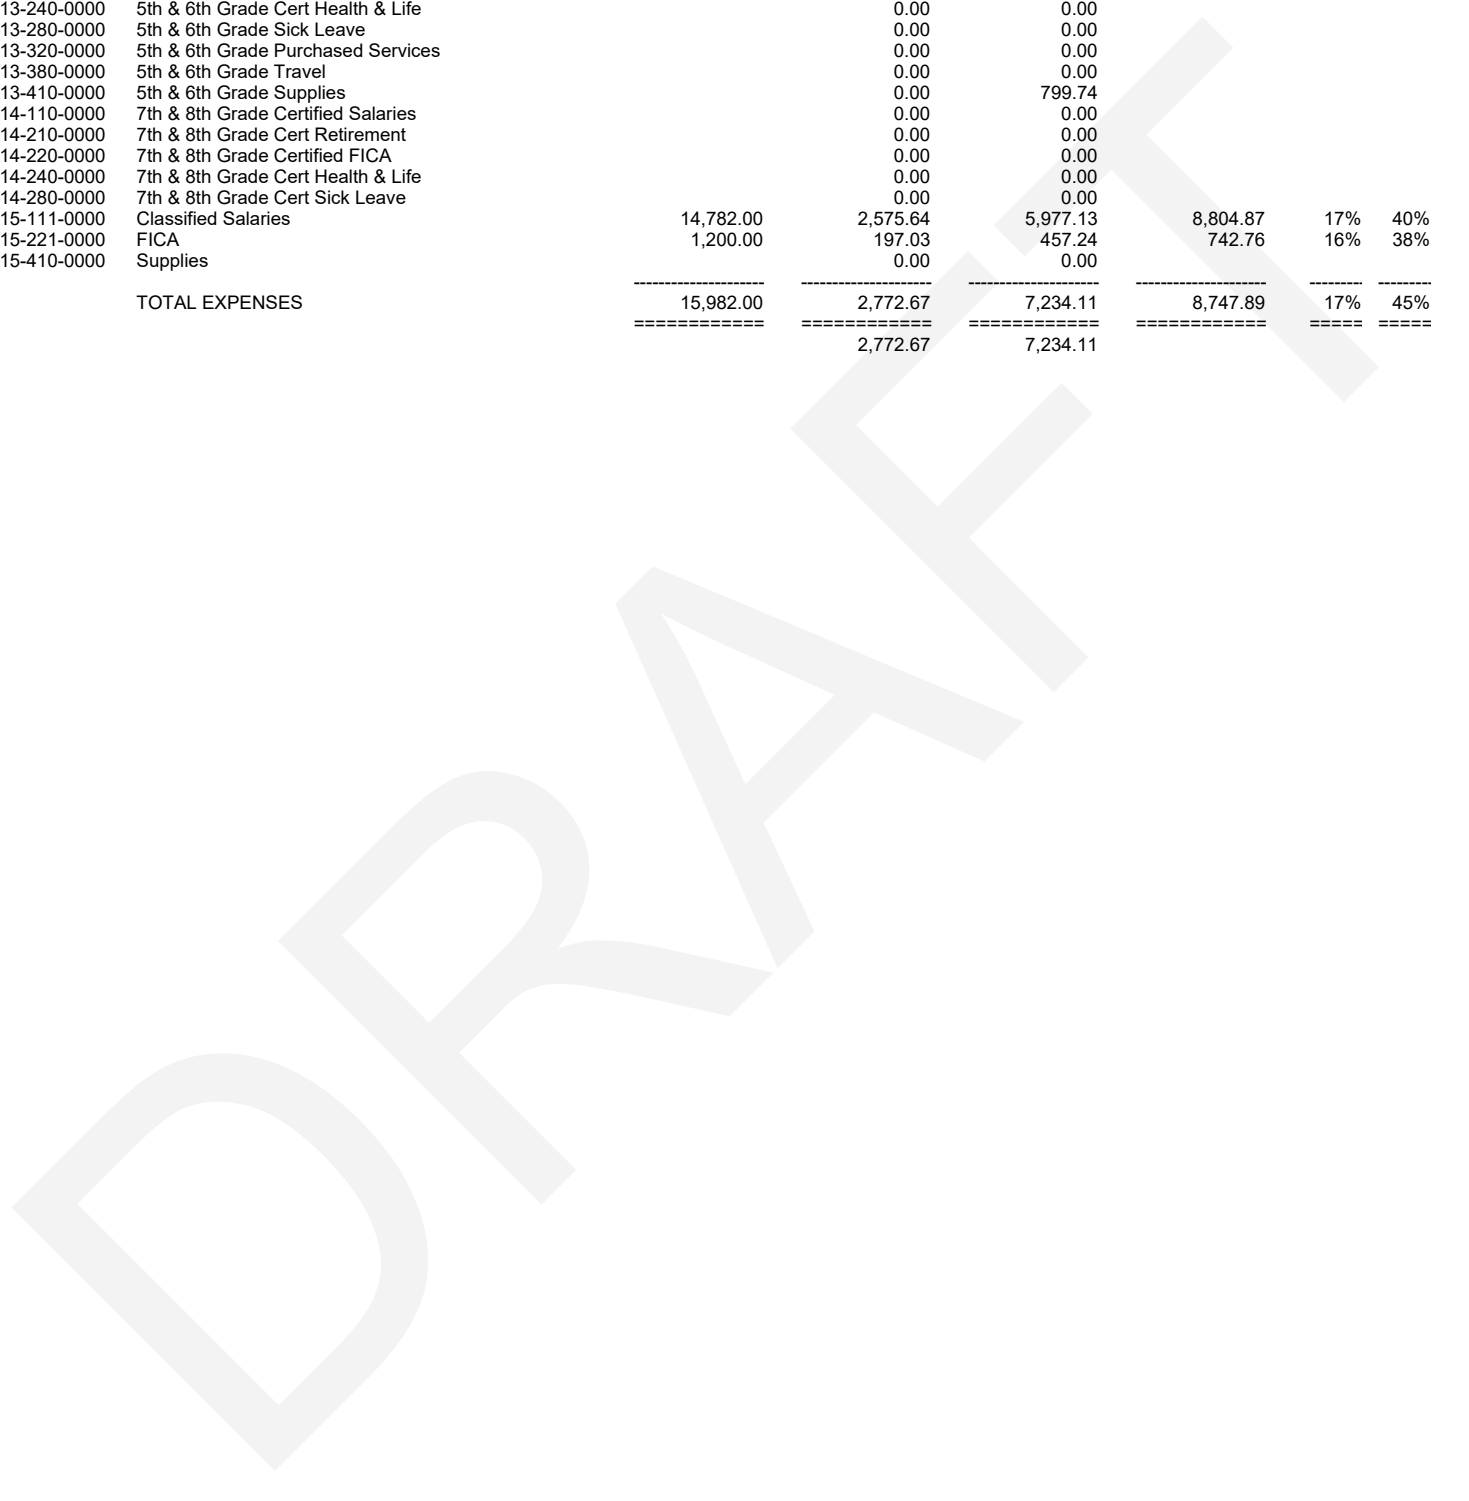 13-240-0000 5th & 6th Grade Cert Health & Life 0.00 0.00
13-280-0000 5th & 6th Grade Sick Leave 0.00 0.00
13-320-0000 5th & 6th Grade Purchased Services 0.00 0.00
13-380-0000 5th & 6th Grade Travel 0.00 0.00
13-410-0000 5th & 6th Grade Supplies 0.00 799.74
14-110-0000 7th & 8th Grade Certified Salaries 0.00 0.00
14-210-0000 7th & 8th Grade Cert Retirement 0.00 0.00
14-220-0000 7th & 8th Grade Certified FICA 0.00 0.00
14-240-0000 7th & 8th Grade Cert Health & Life 0.00 0.00
14-280-0000 7th & 8th Grade Cert Sick Leave 0.00 0.00
15-111-0000 Classified Salaries 14,782.00 2,575.64 5,977.13 8,804.87 17% 40%
15-221-0000 FICA 1,200.00 197.03 457.24 742.76 16% 38%
15-410-0000 Supplies 0.00 0.00
--------------------- --------------------- --------------------- --------------------- --------- ---------
TOTAL EXPENSES 15,982.00 2,772.67 7,234.11 8,747.89 17% 45%
============ ============ ============ ============ ===== =====
2,772.67 7,234.11
DRAFT